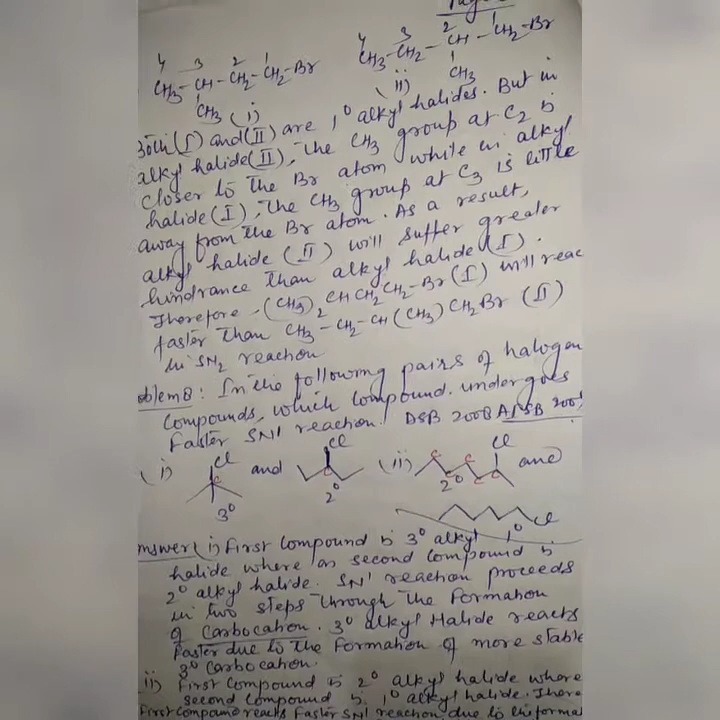 4 3 2 1
CH3-CH-CH2-CH2-Br
CH3 (i)
4 3 2 1
CH3-CH2-CH-CH2-Br
CH3
(ii)
Both (I) and (II) are 1° alkyl halides. But in
alkyl halide (II), the CH3 group at C2 is
closer to the Br atom while in alkyl
halide (I), the CH3 group at C3 is little
away from the Br atom. As a result,
alkyl halide (II) will suffer greater
hindrance than alkyl halide (I).
Therefore, (CH3)2CHCH2CH2-Br (I) will reac
faster than CH3-CH2-CH(CH3)CH2Br (II)
in SN2 reaction
oblem 8: In the following pairs of halogen
compounds, which compound undergoes
Faster SN1 reaction? DSB 2008 AISB 200
(i) Cl and Cl (ii) Cl and
C C C C C C
3° 2° 2°
1° Cl
Answer (i) First compound is 3° alkyl
halide where as second compound is
2° alkyl halide. SN1 reaction proceeds
in two steps through the Formation
of Carbocation. 3° alkyl Halide reacts
Faster due to the Formation of more stable
3° Carbocation.
ii) First Compound is 2° alkyl halide where
second compound is 1° alkyl halide. There
First compound reacts Faster SN1 reaction due to the forma